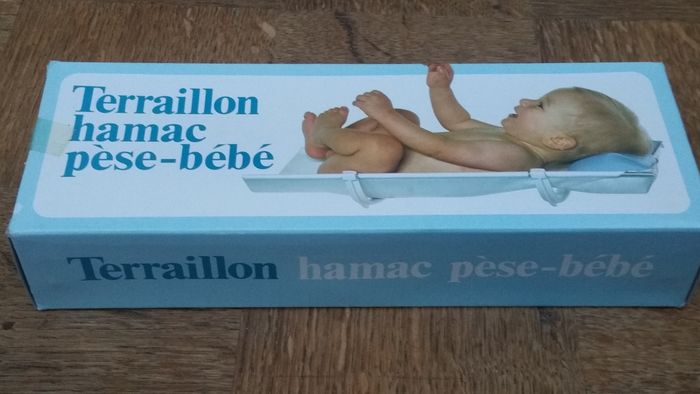 Terraillon
hamac
pèse-bébé
Terraillon hamac pèse-bébé